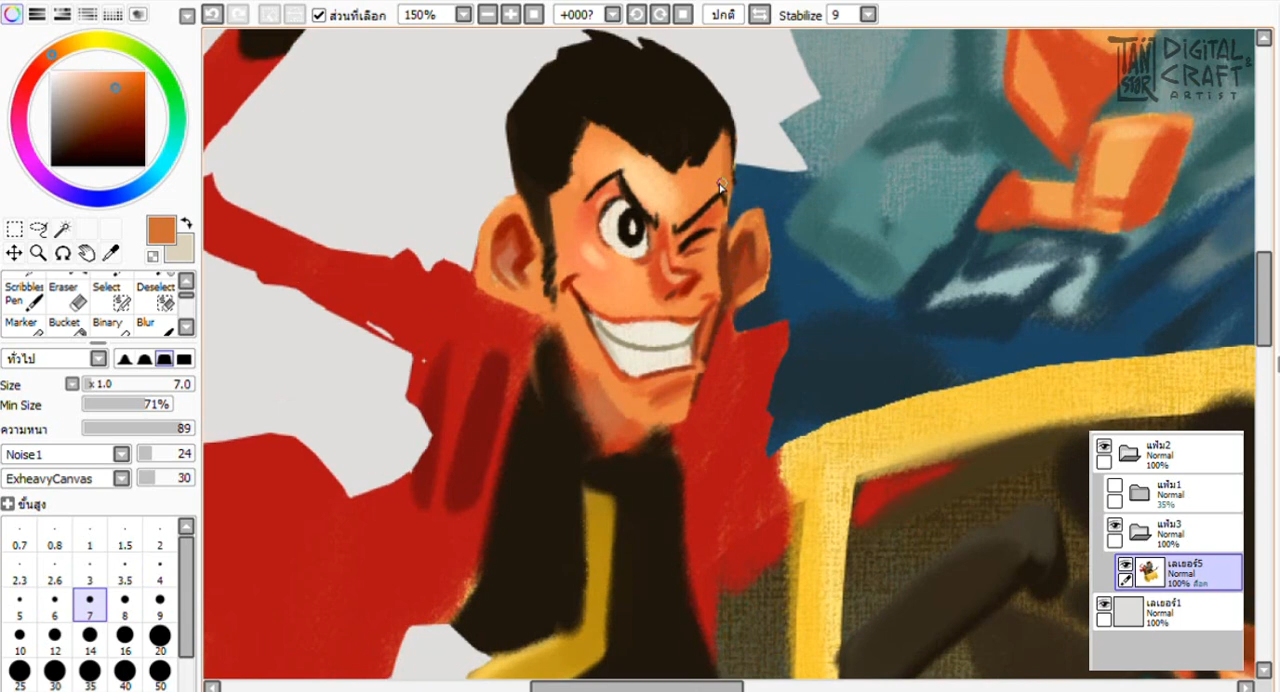 ส่วนที่เลือก 150% +000? ปกติ Stabilize 9
TAN STOR DIGITAL & CRAFT ARTIST
Scribbles Pen Eraser Select Deselect
Marker Bucket Binary Blur
ทั่วไป
Size x 1.0 7.0
Min Size 71%
ความหนา 89
Noise1 24
ExheavyCanvas 30
ขั้นสูง
0.7 0.8 1 1.5 2
2.3 2.6 3 3.5 4
5 6 7 8 9
10 12 14 16 20
25 30 35 40 50
แฟ้ม2
Normal
100%
แฟ้ม1
Normal
35%
แฟ้ม3
Normal
100%
เลเยอร์5
Normal
100% ล็อก
เลเยอร์1
Normal
100%